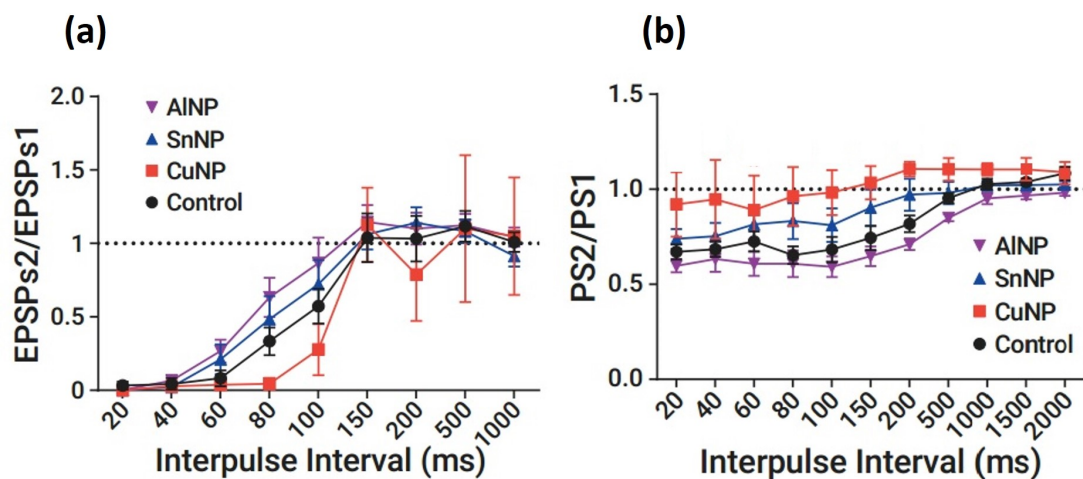 (a)
EPSPs2/EPSPs1
2.0
1.5
1
0.5
0
AlNP
SnNP
CuNP
Control
20 40 60 80 100 150 200 500 1000
Interpulse Interval (ms)
(b)
PS2/PS1
1.5
1.0
0.5
0.0
AlNP
SnNP
CuNP
Control
20 40 60 80 100 150 200 500 1000 1500 2000
Interpulse Interval (ms)